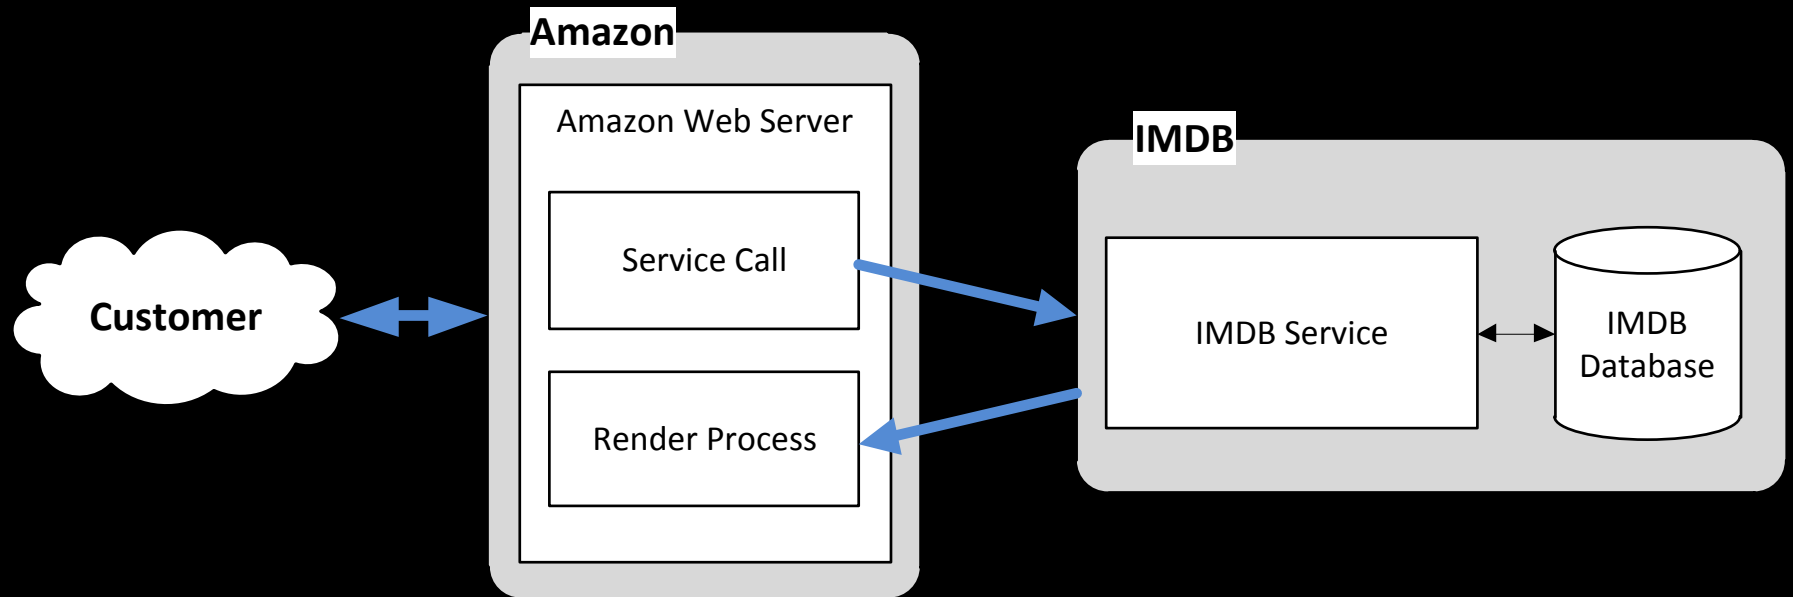 Amazon
Amazon Web Server
Service Call
Render Process
Customer
IMDB
IMDB Service
IMDB
Database